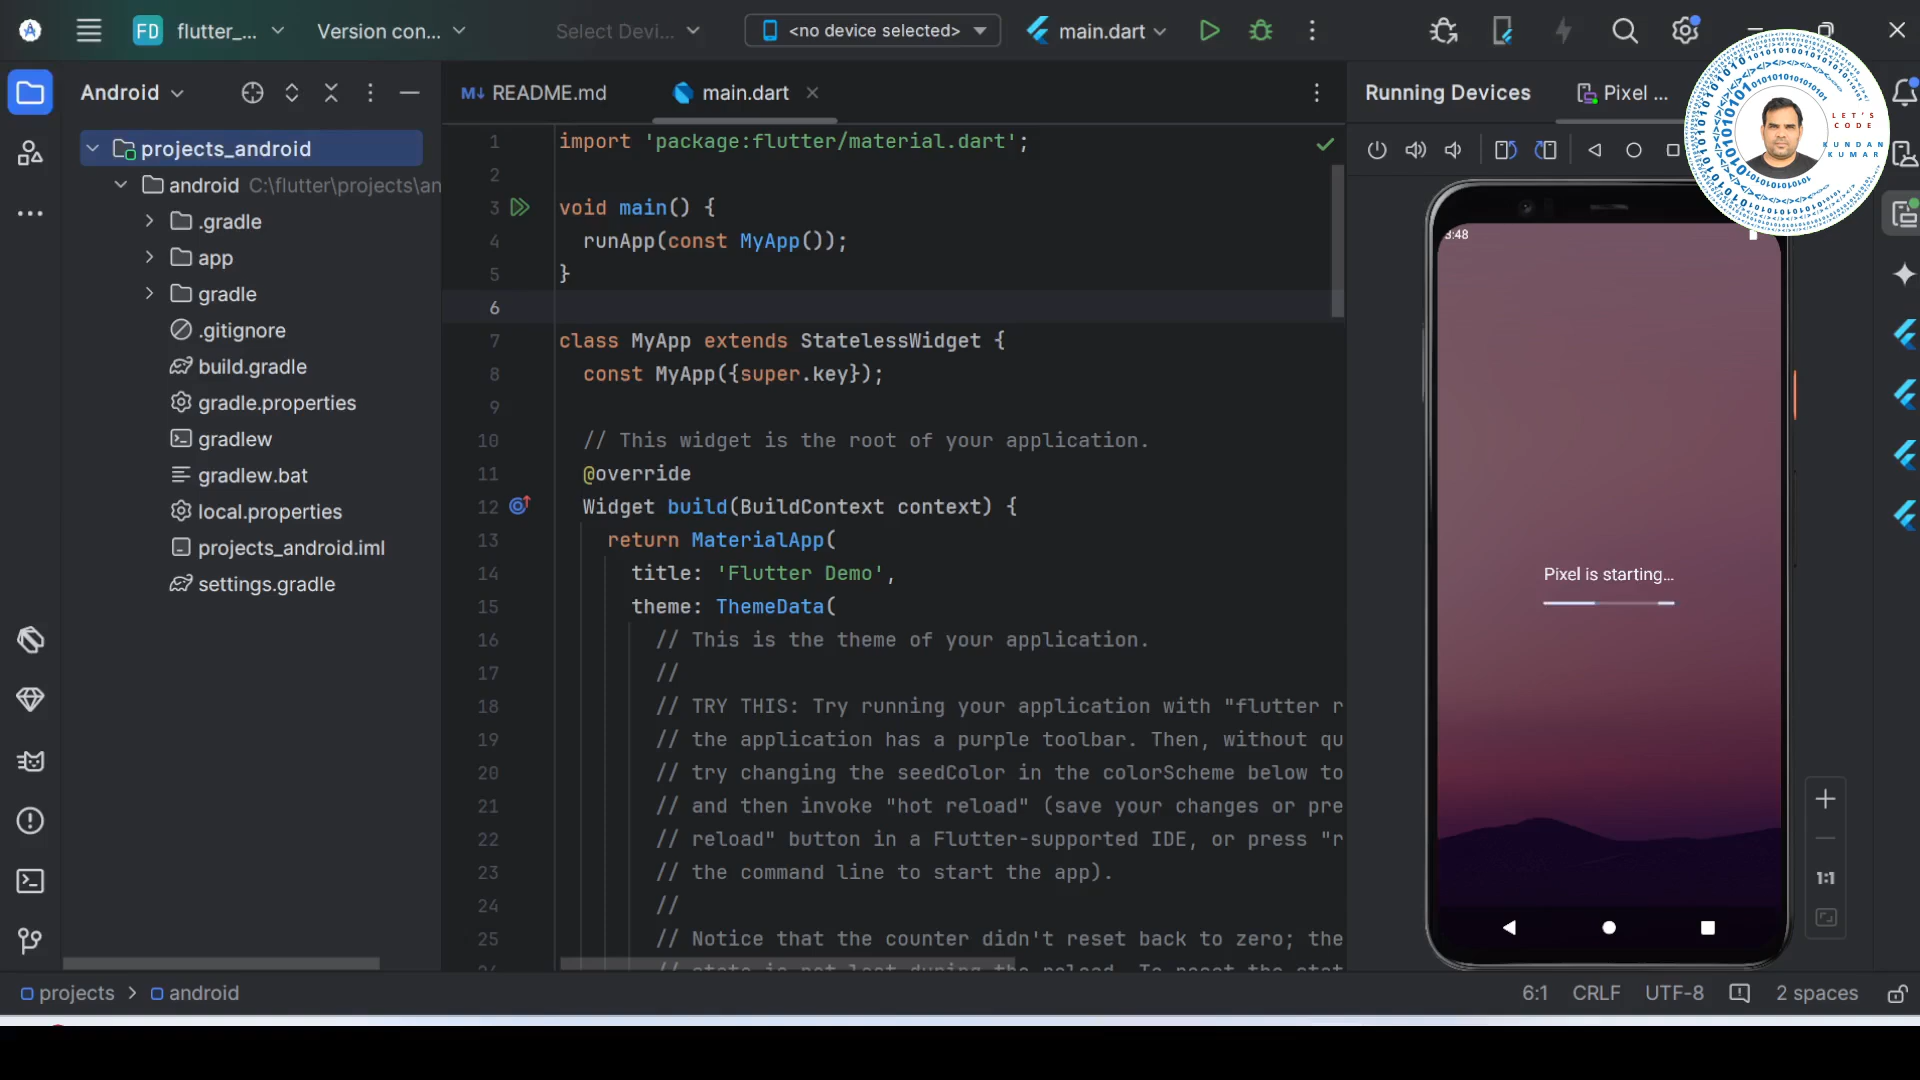 FD flutter_... Version con... Select Devi... <no device selected> main.dart
Android
README.md main.dart
Running Devices Pixel ...
LET'S
CODE
KUNDAN
KUMAR
projects_android
android C:\flutter\projects\an
.gradle
app
gradle
.gitignore
build.gradle
gradle.properties
gradlew
gradlew.bat
local.properties
projects_android.iml
settings.gradle
1 import 'package:flutter/material.dart';
2
3 void main() {
4 runApp(const MyApp());
5 }
6
7 class MyApp extends StatelessWidget {
8 const MyApp({super.key});
9
10 // This widget is the root of your application.
11 @override
12 Widget build(BuildContext context) {
13 return MaterialApp(
14 title: 'Flutter Demo',
15 theme: ThemeData(
16 // This is the theme of your application.
17 //
18 // TRY THIS: Try running your application with "flutter r
19 // the application has a purple toolbar. Then, without qu
20 // try changing the seedColor in the colorScheme below to
21 // and then invoke "hot reload" (save your changes or pre
22 // reload" button in a Flutter-supported IDE, or press "r
23 // the command line to start the app).
24 //
25 // Notice that the counter didn't reset back to zero; the
3:48
Pixel is starting...
1:1
projects > android
6:1 CRLF UTF-8 2 spaces